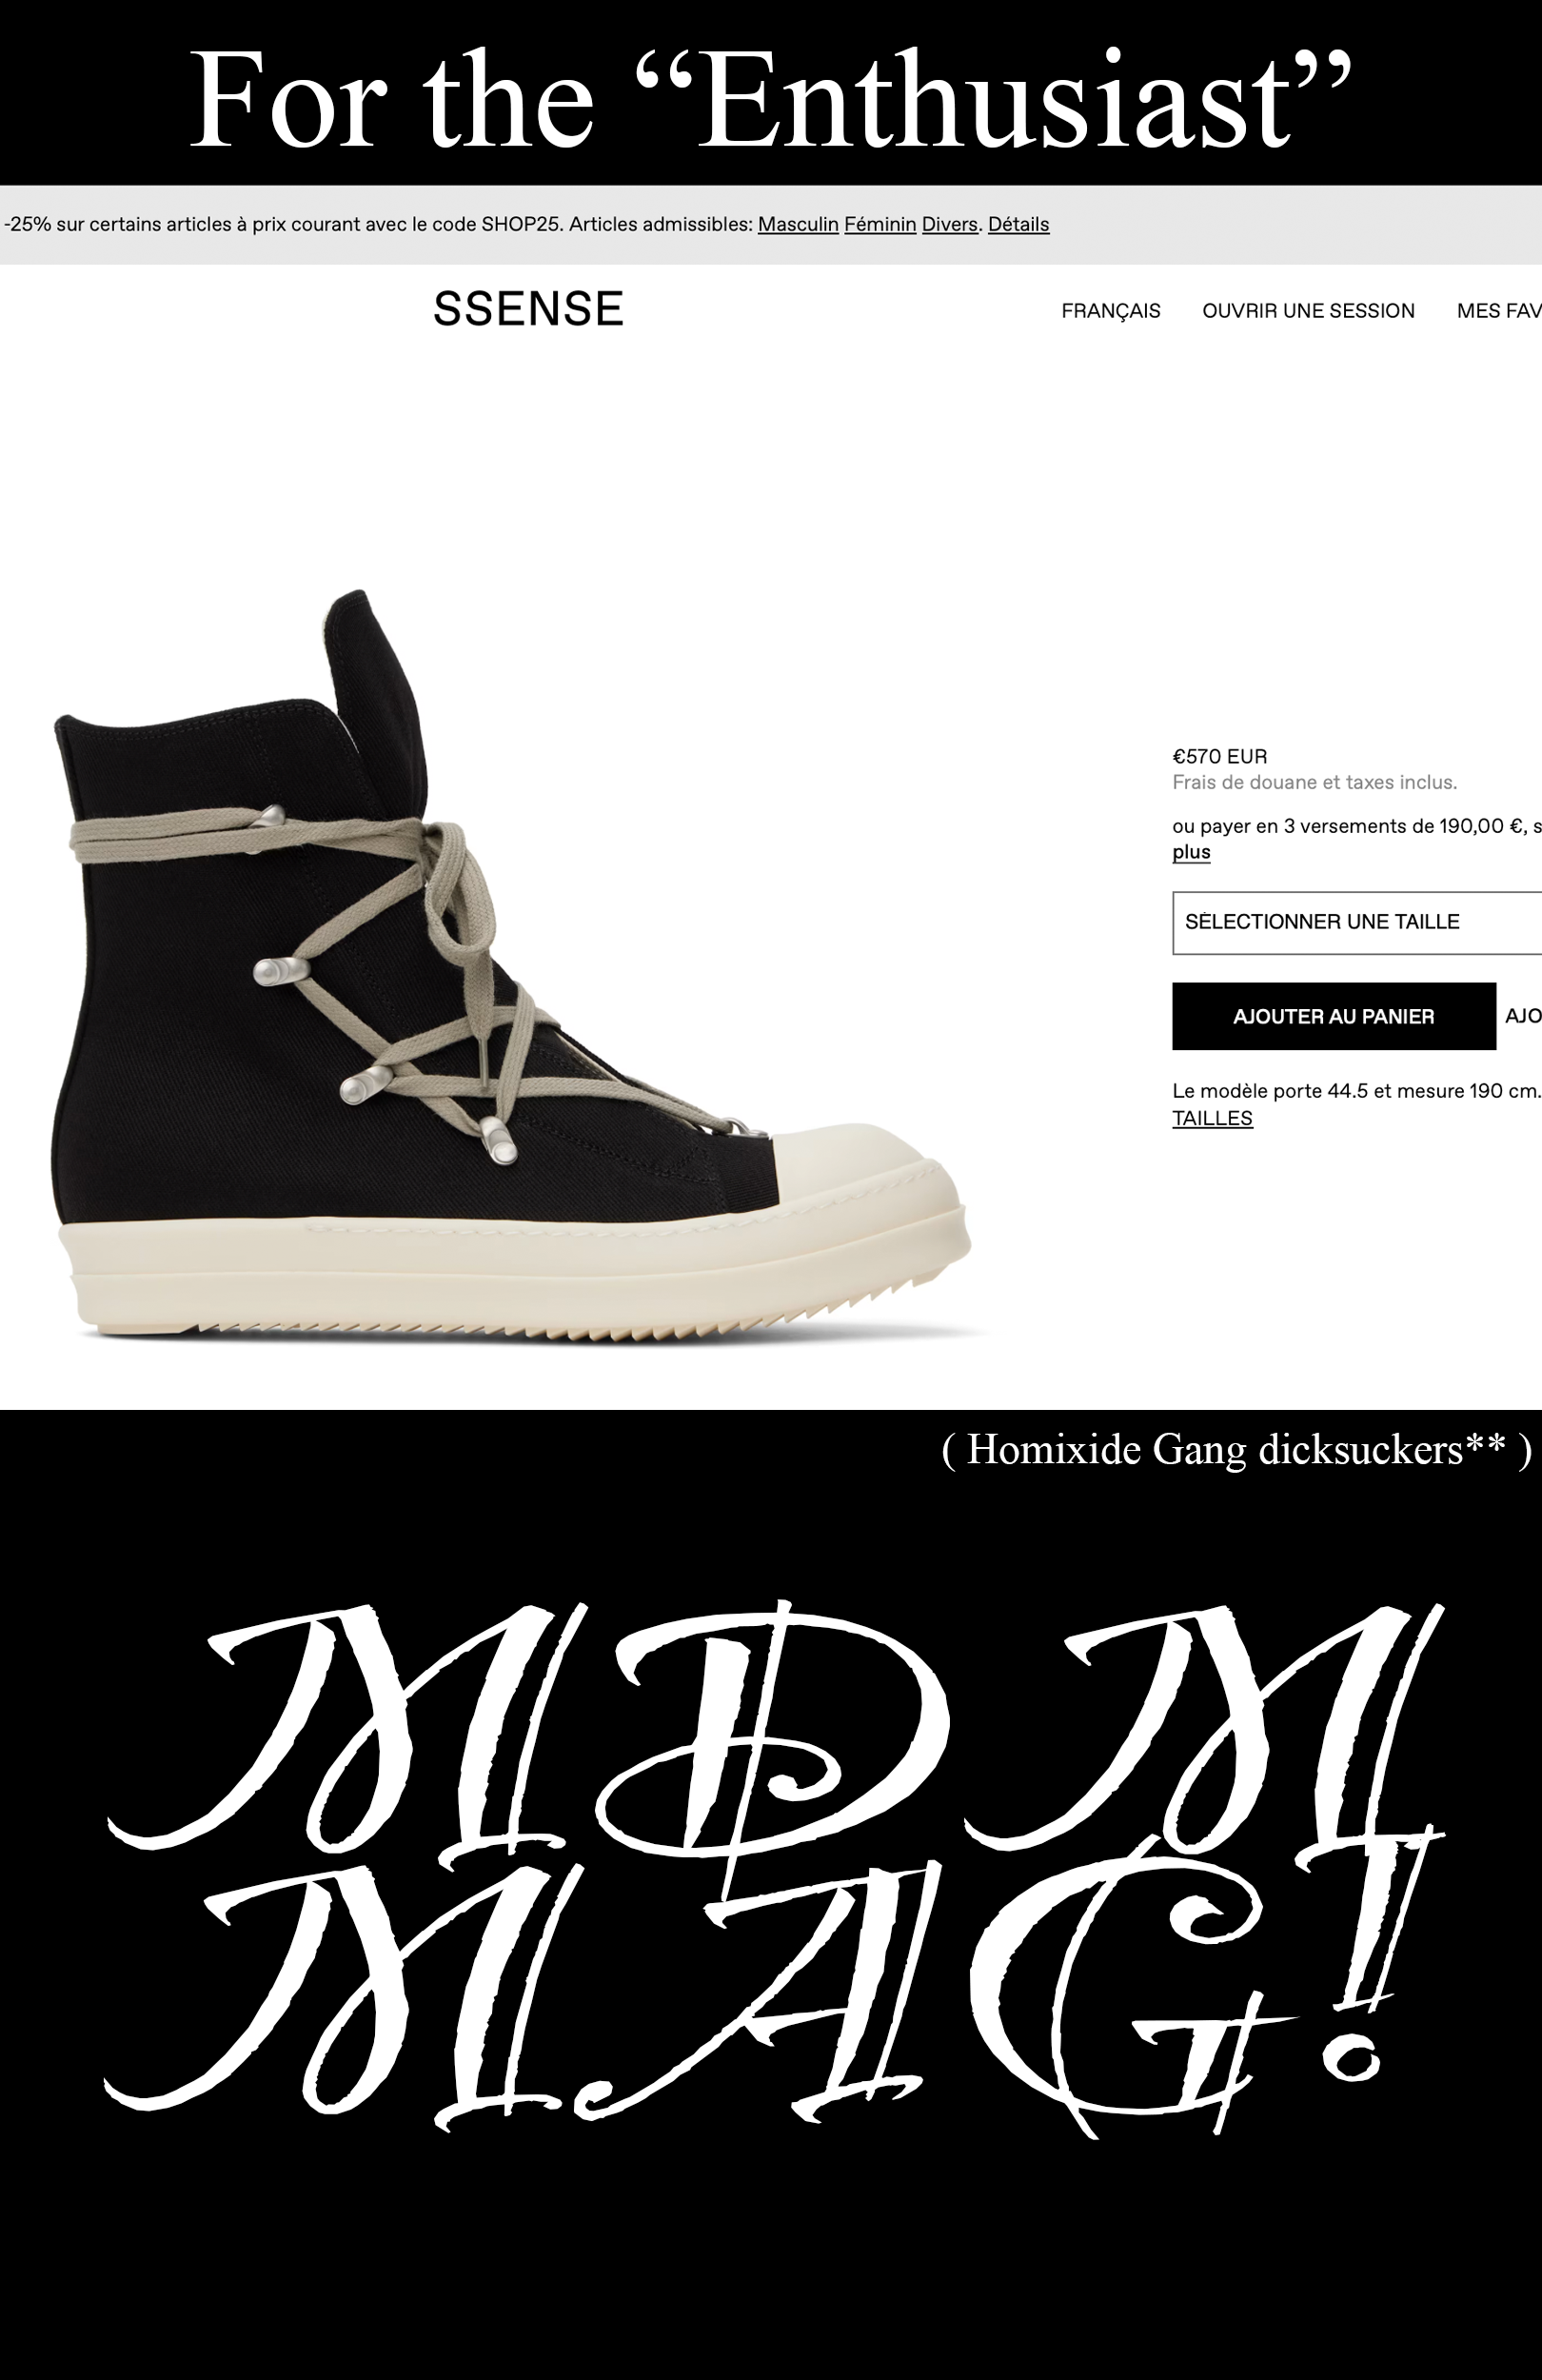 For the “Enthusiast”
-25% sur certains articles à prix courant avec le code SHOP25. Articles admissibles: Masculin Féminin Divers. Détails
SSENSE FRANÇAIS OUVRIR UNE SESSION MES FAV
€570 EUR
Frais de douane et taxes inclus.
ou payer en 3 versements de 190,00 €, s
plus
SÉLECTIONNER UNE TAILLE
AJOUTER AU PANIER AJO
Le modèle porte 44.5 et mesure 190 cm.
TAILLES
( Homixide Gang dicksuckers** )
MDM
MAG!